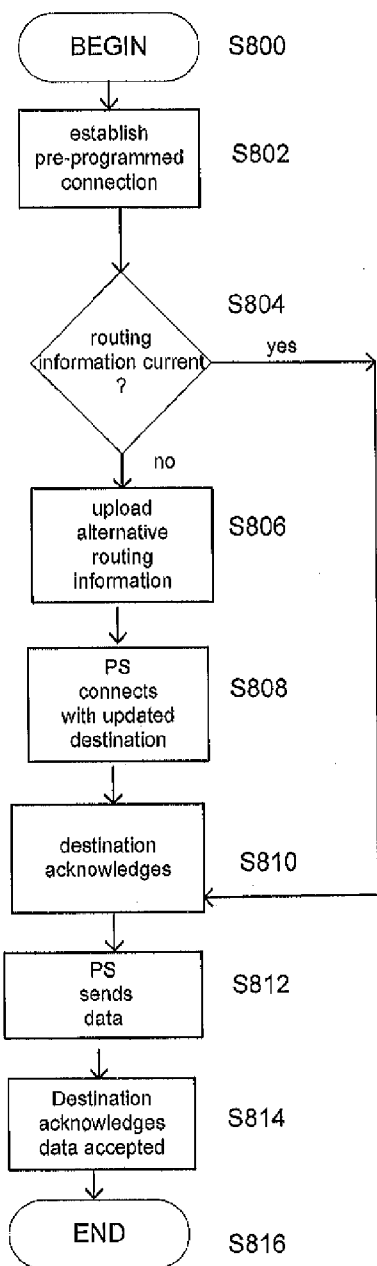 BEGIN
S800
establish
pre-programmed
connection
S802
S804
routing
information current
?
yes
no
upload
alternative
routing
information
S806
PS
connects
with updated
destination
S808
destination
acknowledges
S810
PS
sends
data
S812
Destination
acknowledges
data accepted
S814
END
S816